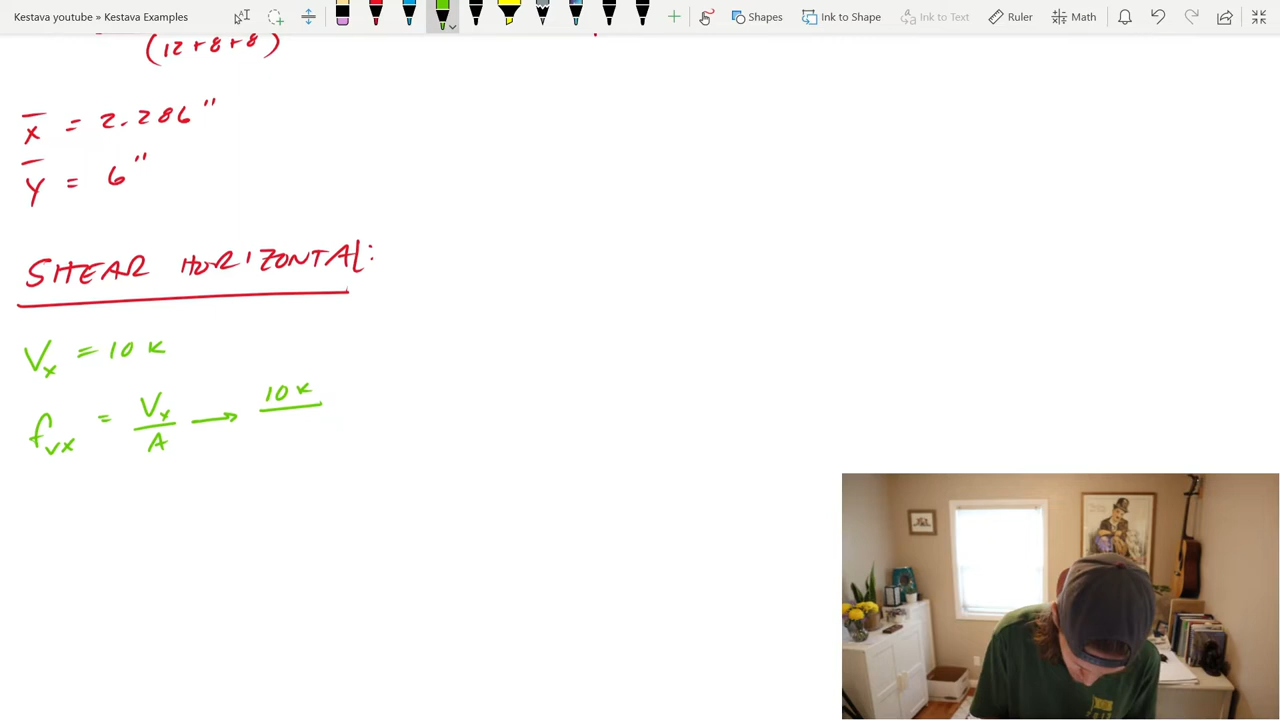 Kestava youtube » Kestava Examples
Shapes
Ink to Shape
Ink to Text
Ruler
Math
(12+8+8)
x̄ = 2.286"
ȳ = 6"
SHEAR HORIZONTAL:
Vx = 10 K
fvx = Vx/A → 10 K